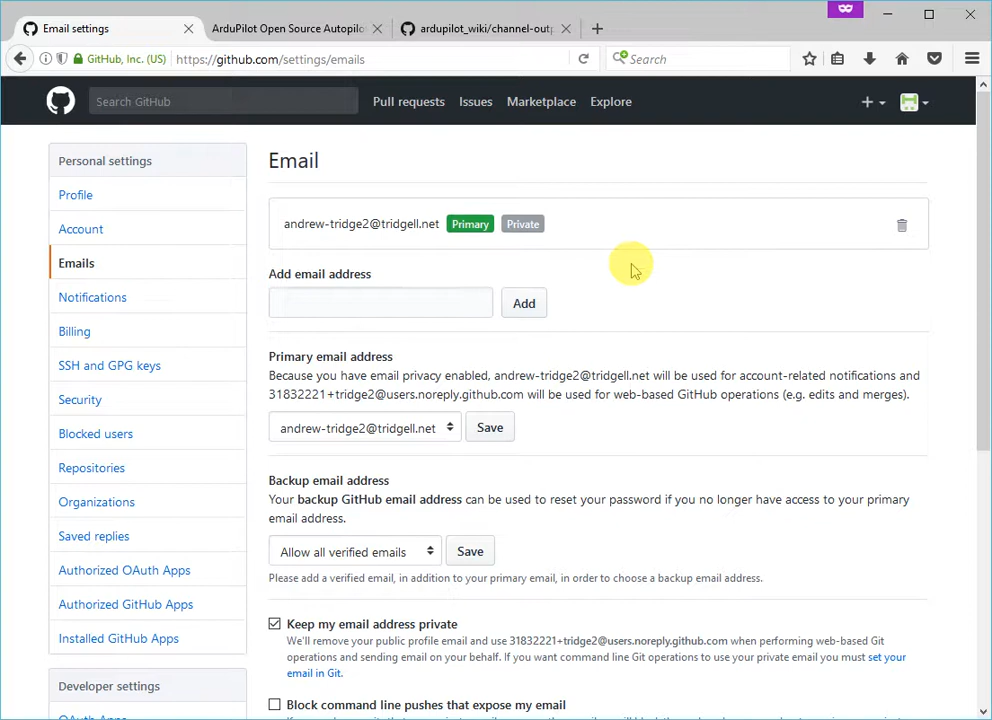 Email settings
ArduPilot Open Source Autopilo
ardupilot_wiki/channel-outp
GitHub, Inc. (US)
https://github.com/settings/emails
Search
Search GitHub
Pull requests
Issues
Marketplace
Explore
Personal settings
Profile
Account
Emails
Notifications
Billing
SSH and GPG keys
Security
Blocked users
Repositories
Organizations
Saved replies
Authorized OAuth Apps
Authorized GitHub Apps
Installed GitHub Apps
Developer settings
OAuth Apps
Email
andrew-tridge2@tridgell.net Primary Private
Add email address
Add
Primary email address
Because you have email privacy enabled, andrew-tridge2@tridgell.net will be used for account-related notifications and
31832221+tridge2@users.noreply.github.com will be used for web-based GitHub operations (e.g. edits and merges).
andrew-tridge2@tridgell.net Save
Backup email address
Your backup GitHub email address can be used to reset your password if you no longer have access to your primary
email address.
Allow all verified emails Save
Please add a verified email, in addition to your primary email, in order to choose a backup email address.
Keep my email address private
We'll remove your public profile email and use 31832221+tridge2@users.noreply.github.com when performing web-based Git
operations and sending email on your behalf. If you want command line Git operations to use your private email you must set your
email in Git.
Block command line pushes that expose my email